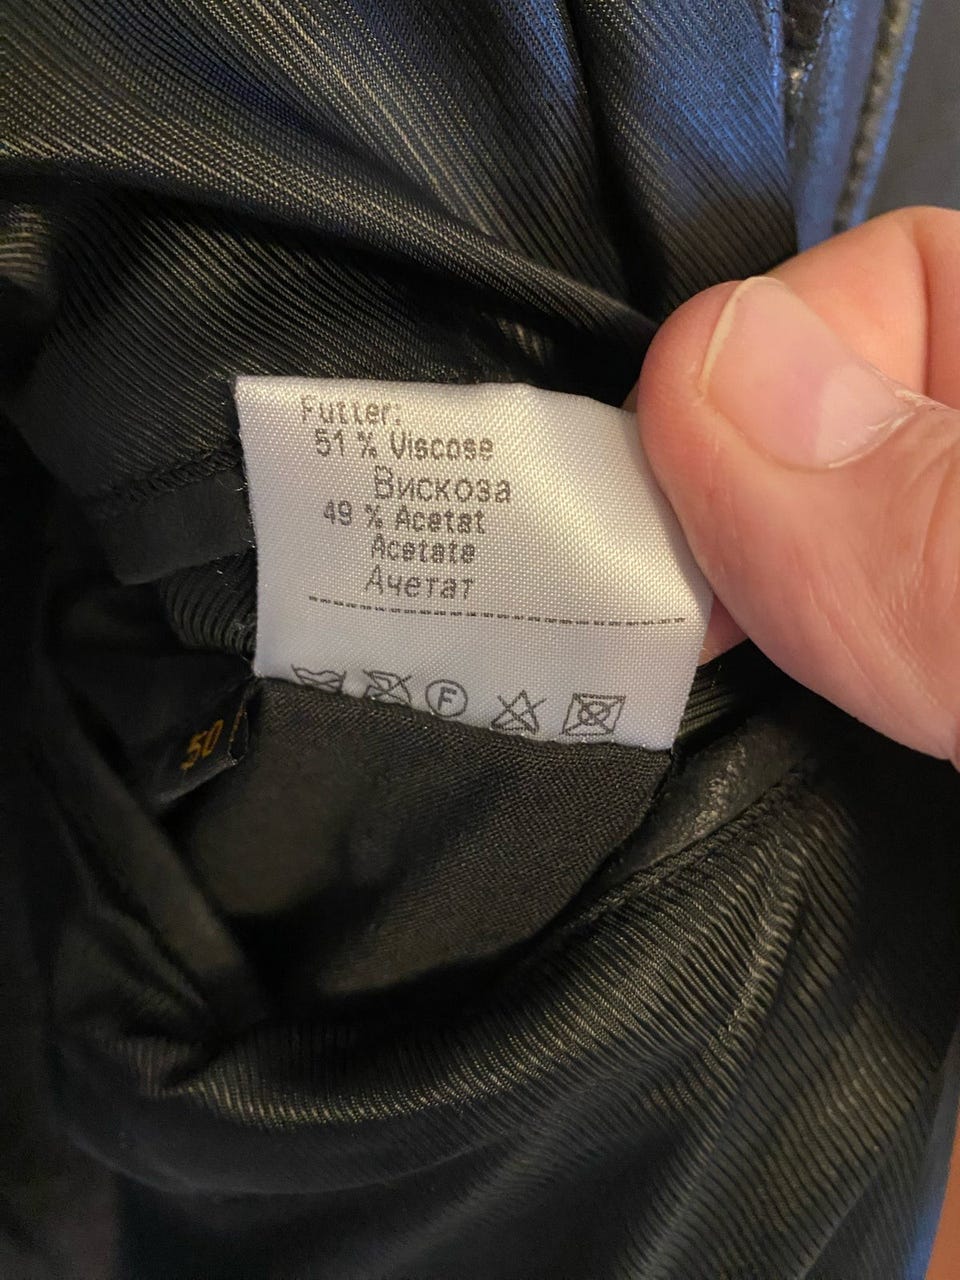 Futter:
51 % Viscose
Вискоза
49 % Acetat
Acetate
Ачетат
F
50